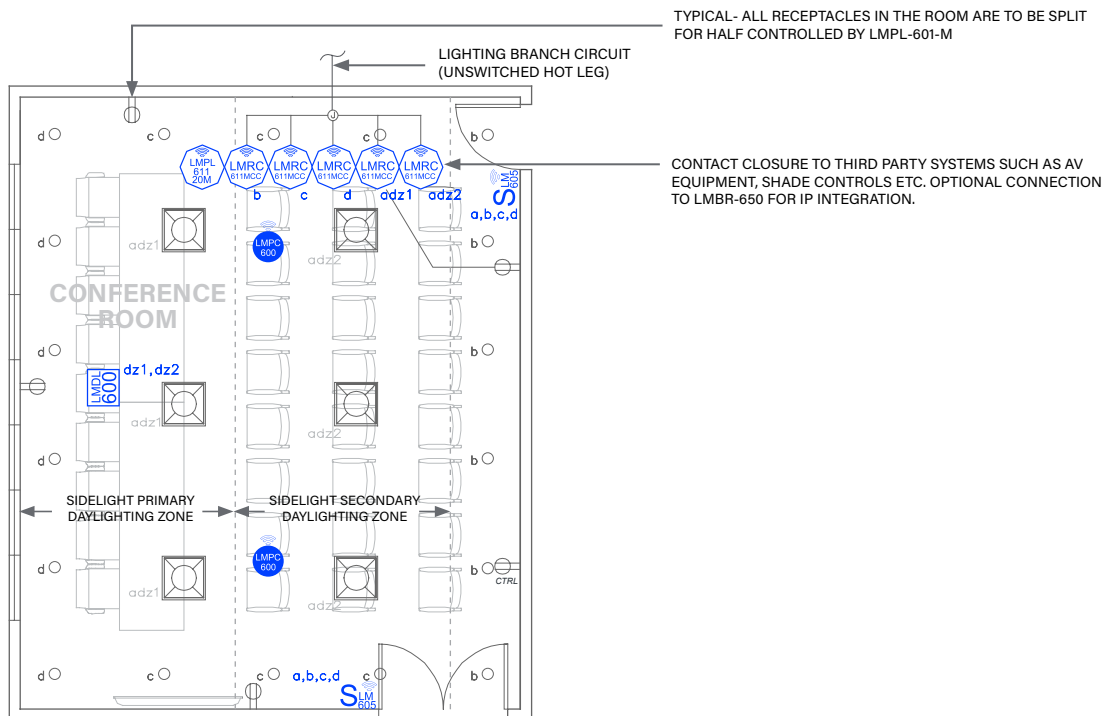 TYPICAL- ALL RECEPTACLES IN THE ROOM ARE TO BE SPLIT
FOR HALF CONTROLLED BY LMPL-601-M
LIGHTING BRANCH CIRCUIT
(UNSWITCHED HOT LEG)
J
d c c b
LMPL
611
20M
LMRC
611MCC
LMRC
611MCC
LMRC
611MCC
LMRC
611MCC
LMRC
611MCC
CONTACT CLOSURE TO THIRD PARTY SYSTEMS SUCH AS AV
EQUIPMENT, SHADE CONTROLS ETC. OPTIONAL CONNECTION
TO LMBR-650 FOR IP INTEGRATION.
b c d adz1 adz2
S LM
605
a,b,c,d
d adz1
LMPC
600
adz2
b
CONFERENCE
ROOM
d b
LMDL
600
dz1,dz2
adz1
adz2
d b
SIDELIGHT PRIMARY
DAYLIGHTING ZONE
SIDELIGHT SECONDARY
DAYLIGHTING ZONE
LMPC
600
d b
CTRL
adz1
adz2
d c c a,b,c,d c b
S LM
605